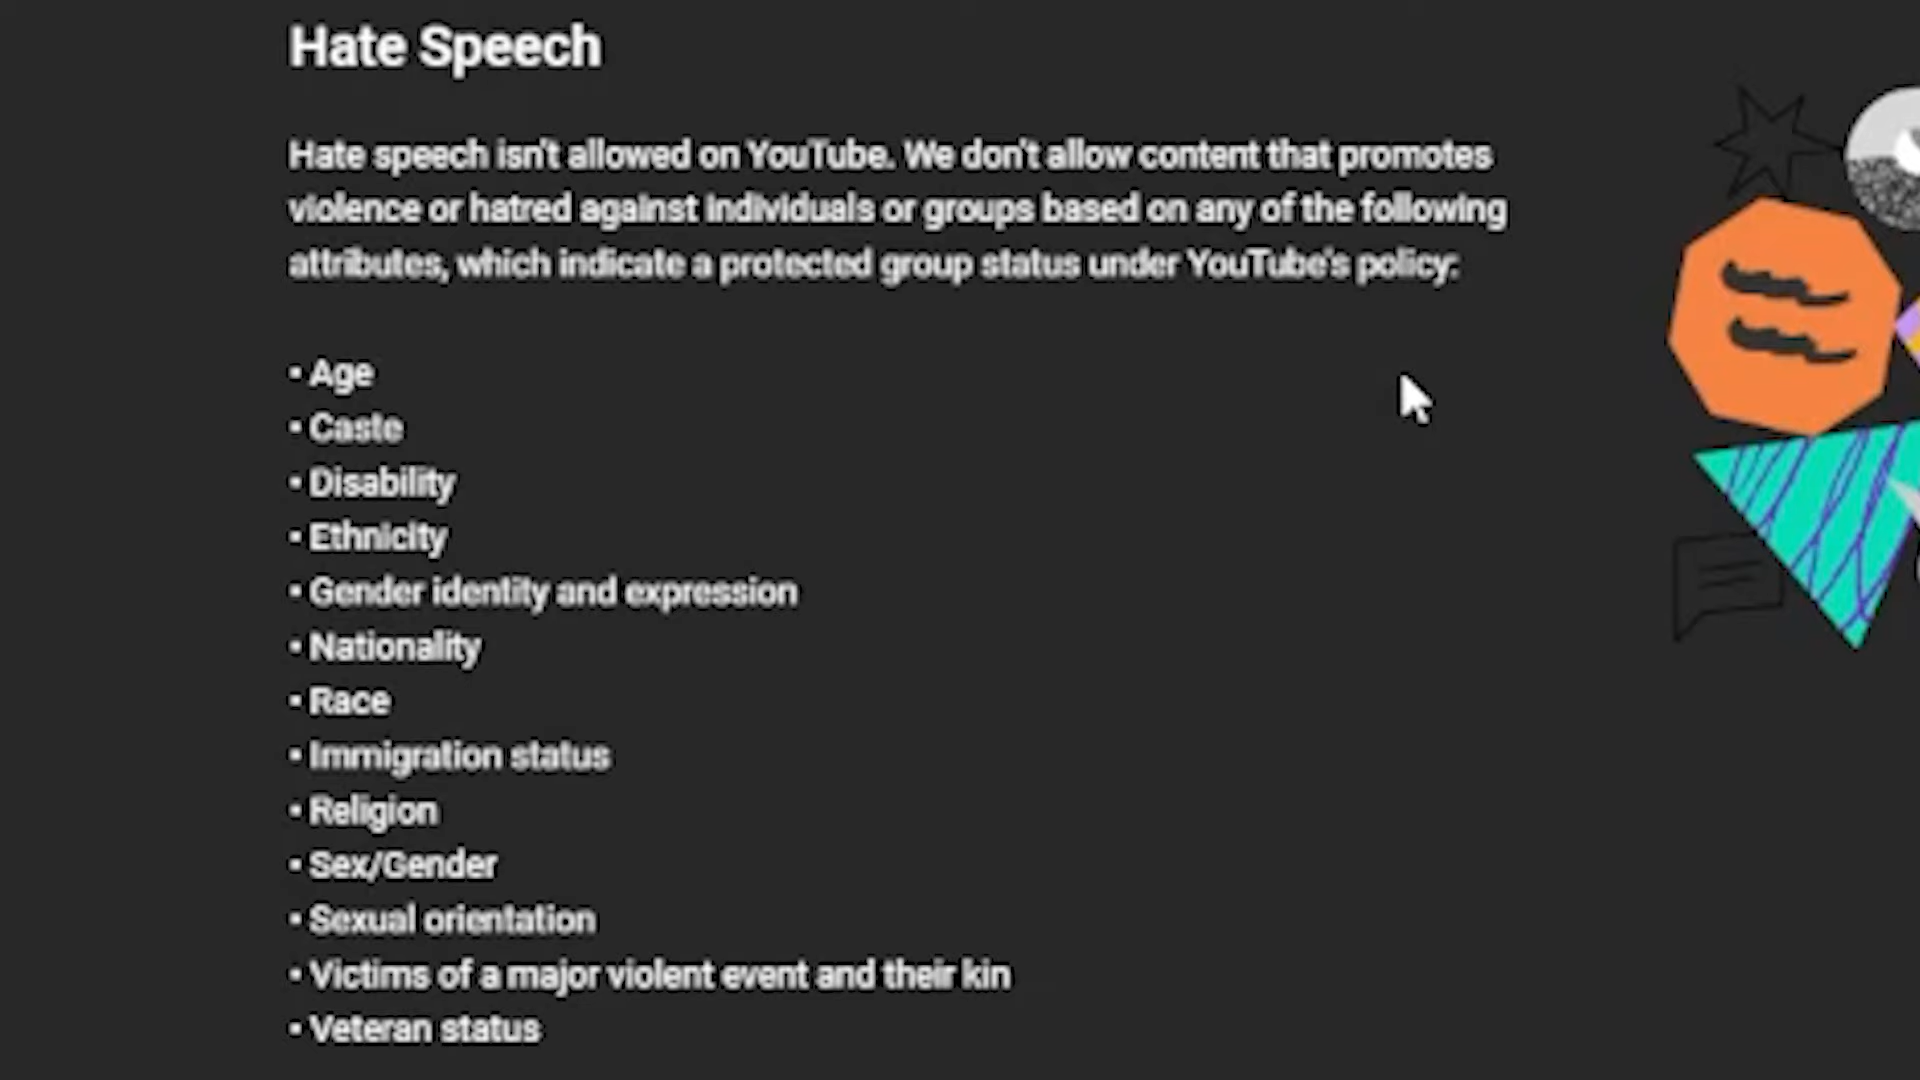 Hate Speech
Hate speech isn't allowed on YouTube. We don't allow content that promotes
violence or hatred against individuals or groups based on any of the following
attributes, which indicate a protected group status under YouTube's policy:
• Age
• Caste
• Disability
• Ethnicity
• Gender identity and expression
• Nationality
• Race
• Immigration status
• Religion
• Sex/Gender
• Sexual orientation
• Victims of a major violent event and their kin
• Veteran status